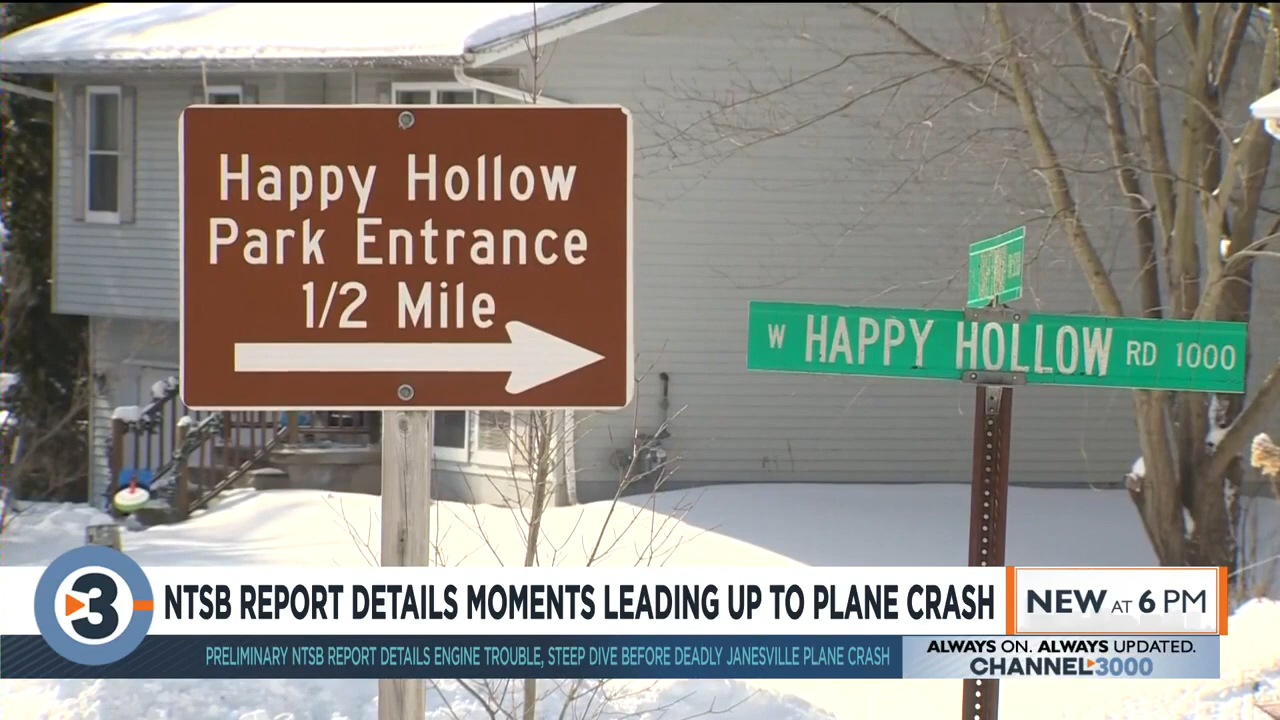 Happy Hollow
Park Entrance
1/2 Mile
W HAPPY HOLLOW RD 1000
3
NTSB REPORT DETAILS MOMENTS LEADING UP TO PLANE CRASH
NEW AT 6 PM
PRELIMINARY NTSB REPORT DETAILS ENGINE TROUBLE, STEEP DIVE BEFORE DEADLY JANESVILLE PLANE CRASH
ALWAYS ON. ALWAYS UPDATED.
CHANNEL3000